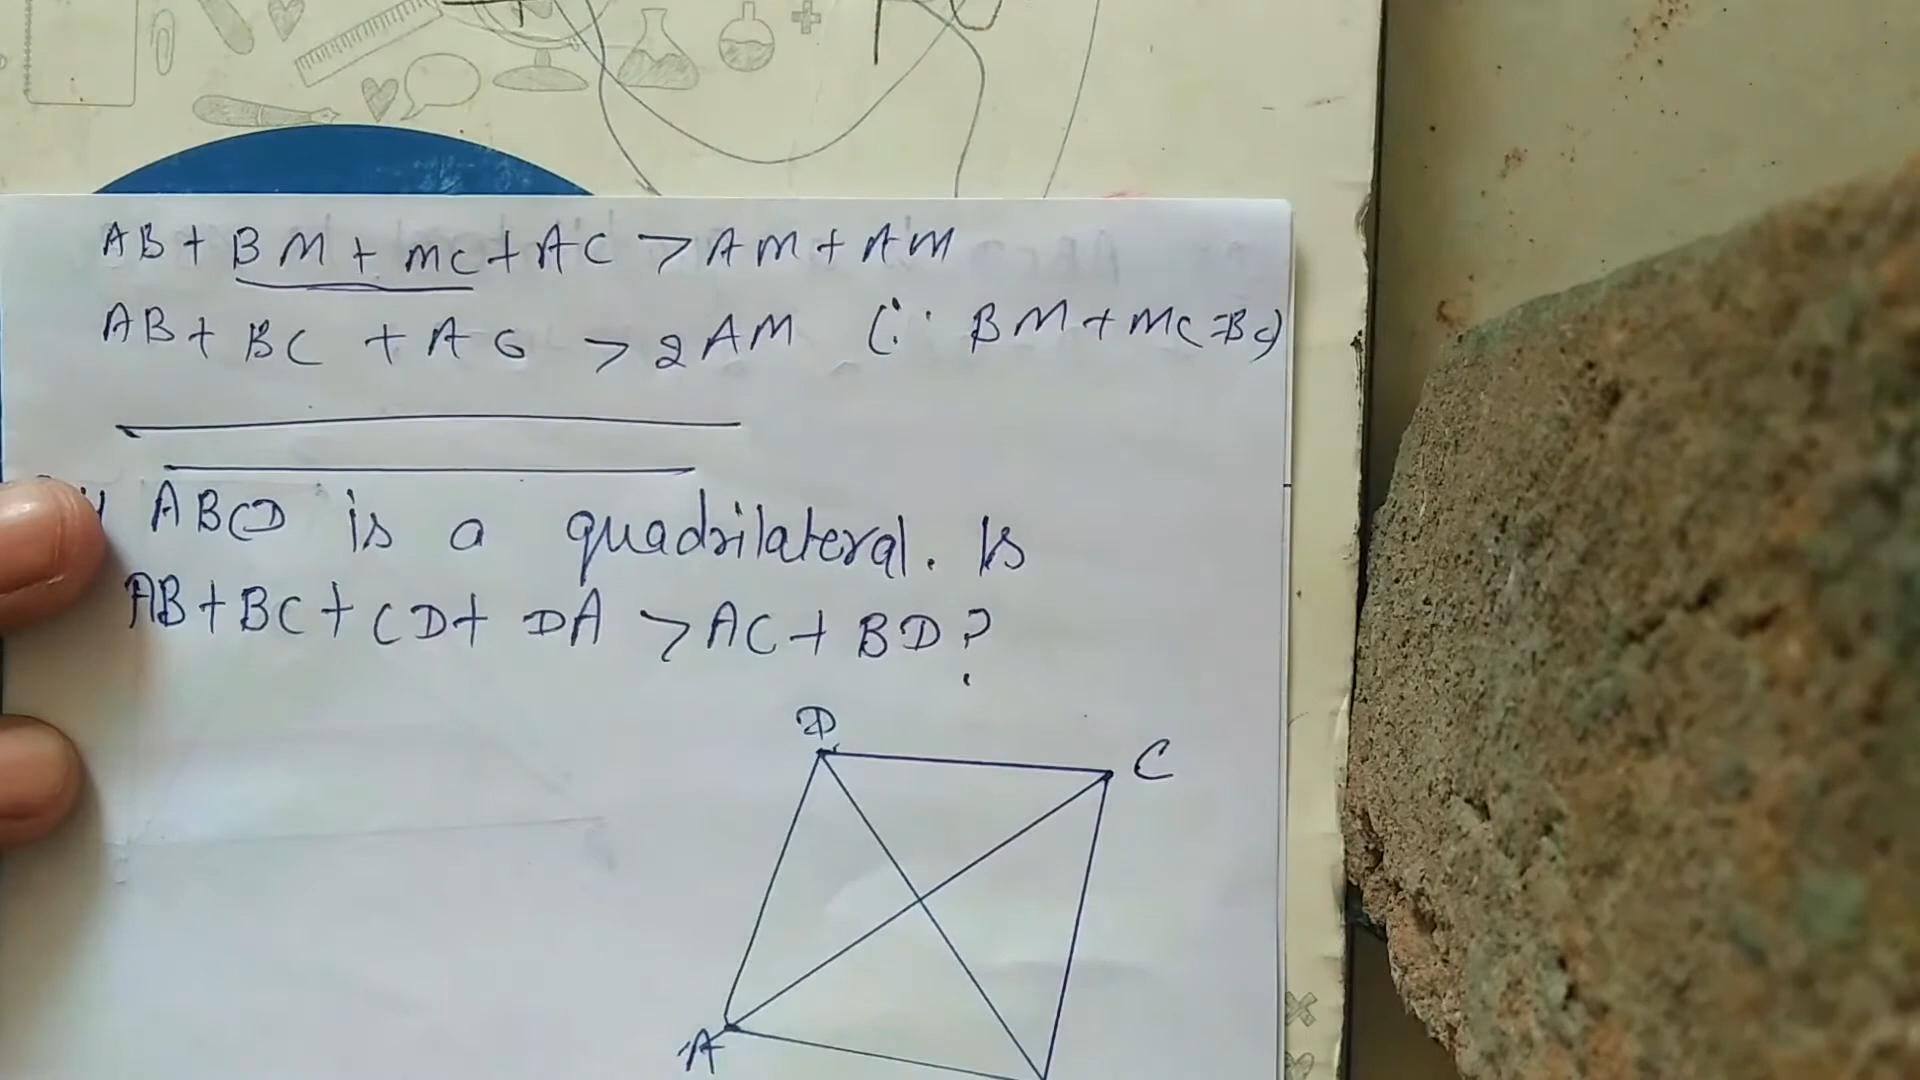 AB + BM + MC + AC > AM + AM
AB + BC + AC > 2AM (∵ BM + MC = BC)
ABCD is a quadrilateral. Is
AB + BC + CD + DA > AC + BD?
D
C
A